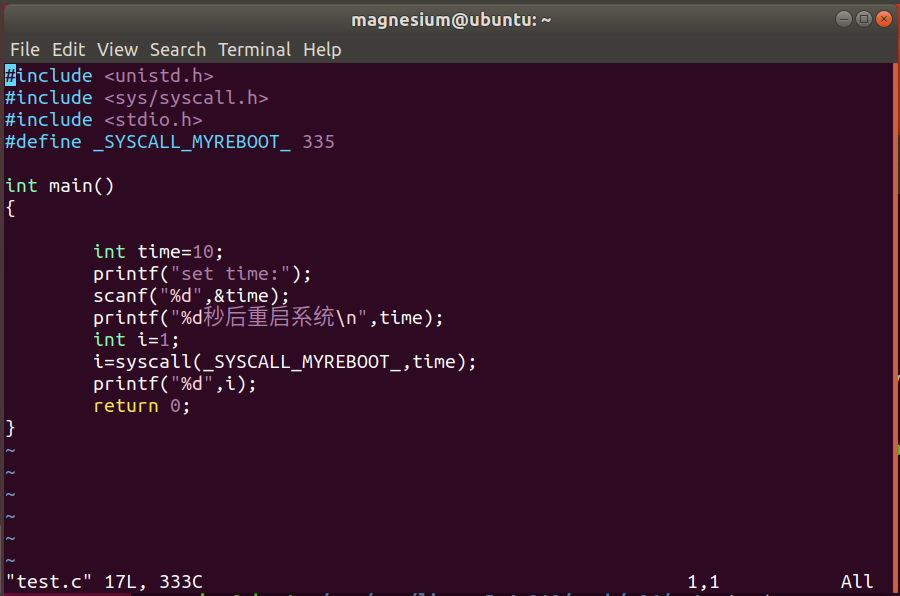 magnesium@ubuntu: ~
File Edit View Search Terminal Help
#include <unistd.h>
#include <sys/syscall.h>
#include <stdio.h>
#define _SYSCALL_MYREBOOT_ 335
int main()
{
int time=10;
printf("set time:");
scanf("%d",&time);
printf("%d秒后重启系统\n",time);
int i=1;
i=syscall(_SYSCALL_MYREBOOT_,time);
printf("%d",i);
return 0;
}
~
~
~
~
~
~
"test.c" 17L, 333C 1,1 All